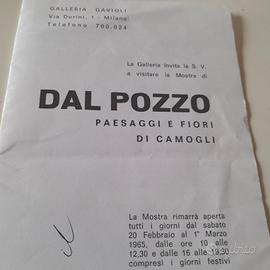 GALLERIA GAVIOLI
Via Durini, 1 - Milano
Telefono 760.024
La Galleria invita la S. V.
a visitare la Mostra di
DAL POZZO
PAESAGGI E FIORI
DI CAMOGLI
La Mostra rimarrà aperta
tutti i giorni dal sabato
20 Febbraio al 1° Marzo
1965, dalle ore 10 alle
12,30 e dalle 16 alle 19,30
compresi i giorni festivi
subito